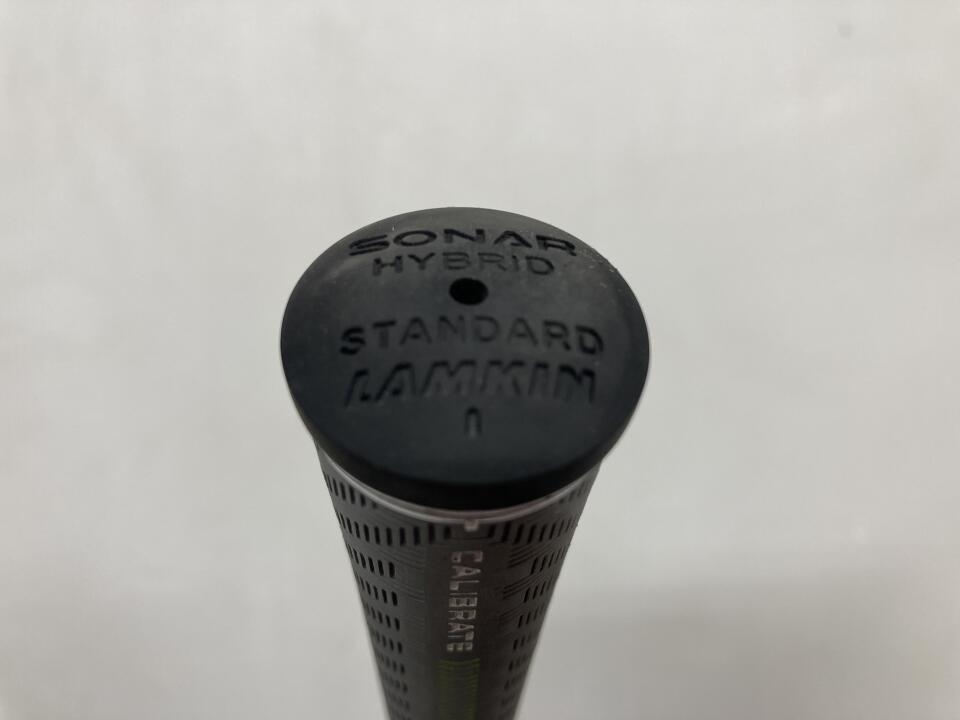 SONAR
HYBRID
STANDARD
LAMKIN
CALIBRATE